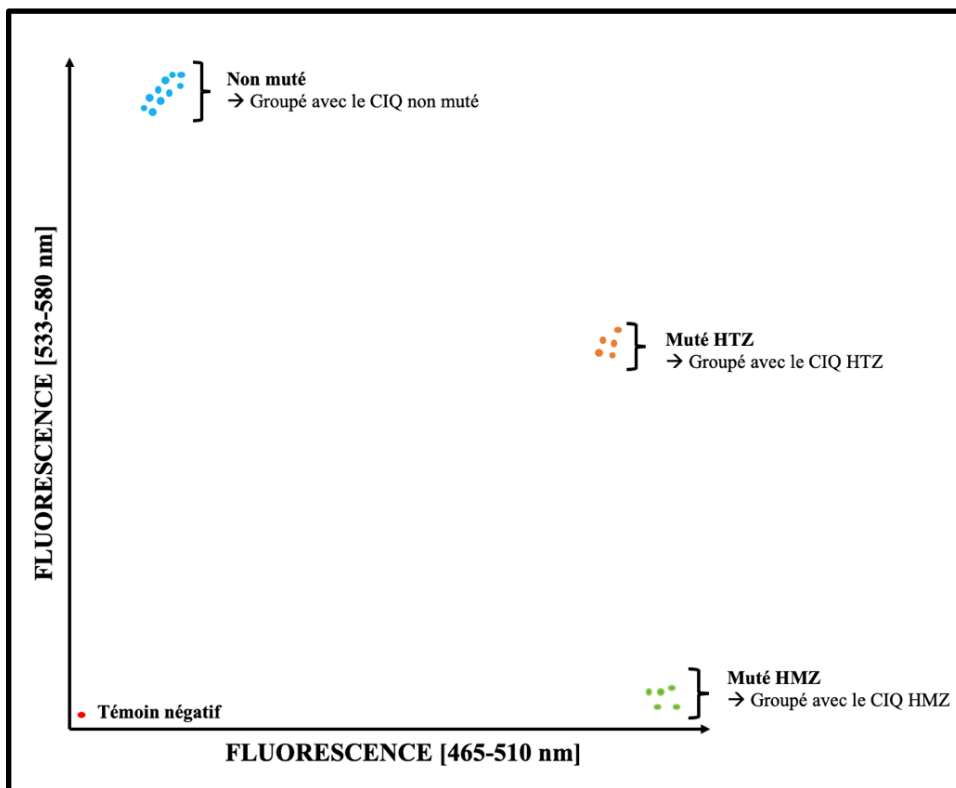 Non muté
→ Groupé avec le CIQ non muté
FLUORESCENCE [533-580 nm]
Muté HTZ
→ Groupé avec le CIQ HTZ
Muté HMZ
→ Groupé avec le CIQ HMZ
Témoin négatif
FLUORESCENCE [465-510 nm]